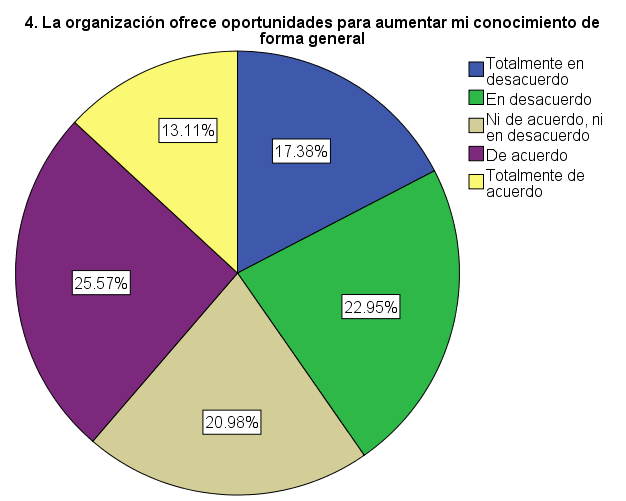 4. La organización ofrece oportunidades para aumentar mi conocimiento de
forma general
Totalmente en
desacuerdo
En desacuerdo
Ni de acuerdo, ni
en desacuerdo
De acuerdo
Totalmente de
acuerdo
13.11%
17.38%
25.57%
22.95%
20.98%